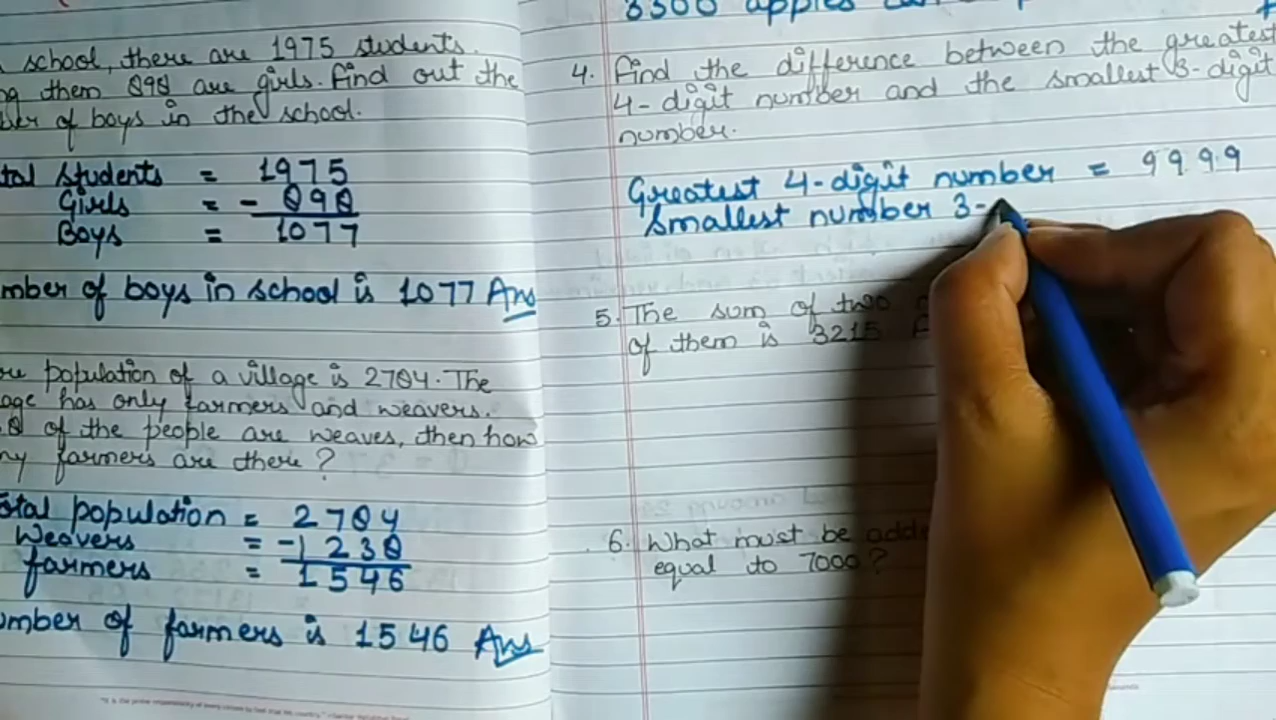 school, there are 1975 students.
them 898 are girls. Find out the
of boys in the school.
Students = 1975
Girls = - 898
Boys = 1077
of boys in school is 1077 Ans
population of a village is 2784. The
has only farmers and weavers.
8 of the people are weaves, then how
farmers are there?
population = 2784
Weavers = -1238
farmers = 1546
of farmers is 1546 Ans
3300 apples
4. Find the difference between the greatest
4-digit number and the smallest 3-digit
number.
Greatest 4-digit number = 9999
Smallest number 3-
5. The sum of two
of them is 3215
6. What must be
equal to 7000?